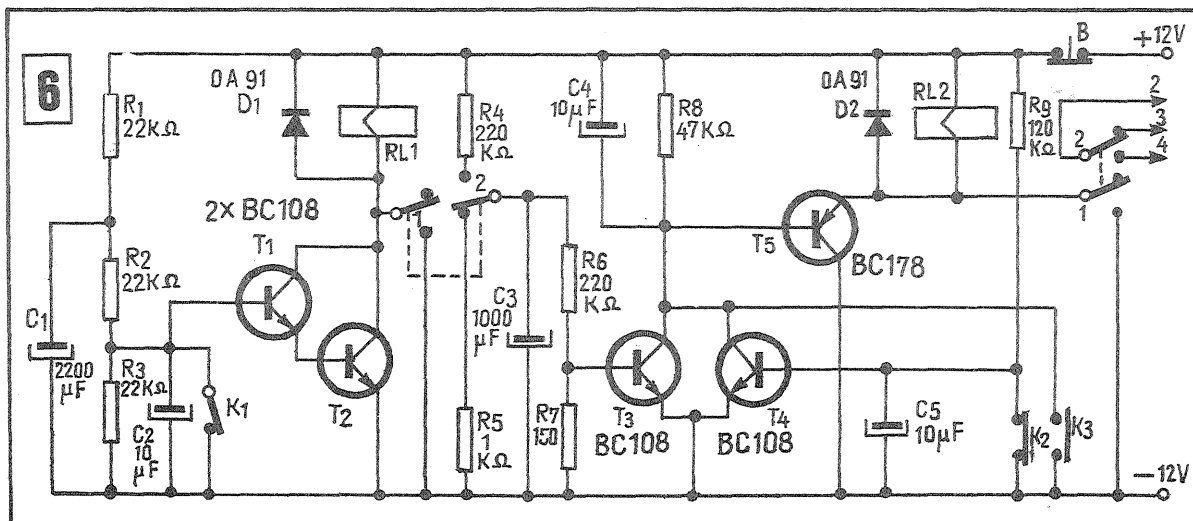 6
R1
22KΩ
C1
2200
μF
R2
22KΩ
R3
22KΩ
C2
10
μF
K1
0A 91
D1
RL1
2x BC108
T1
T2
1
2
R4
220
KΩ
R5
1
KΩ
C3
1000
μF
R6
220
KΩ
R7
150
C4
10μF
R8
47KΩ
T3
BC108
T4
BC108
T5
BC178
0A 91
D2
RL2
C5
10μF
R9
120
KΩ
K2
K3
B
+12V
2
3
4
2
1
−12V